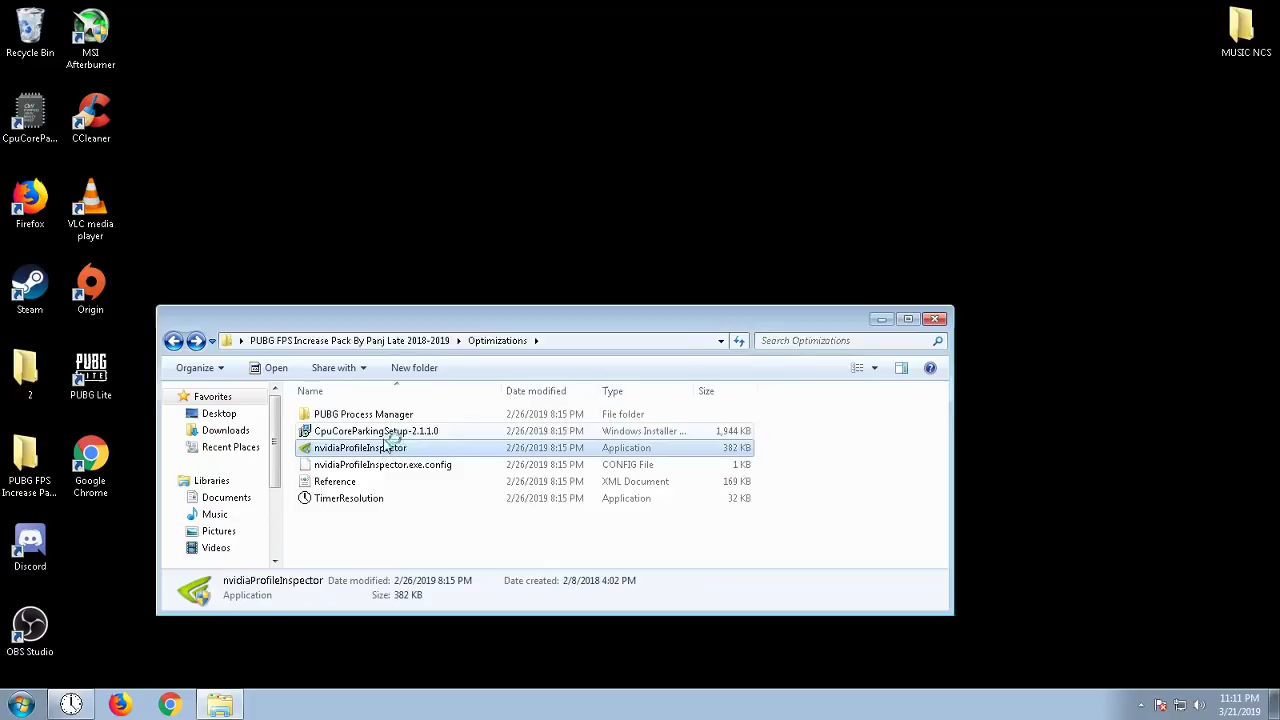 Recycle Bin
MSI
Afterburner
MUSIC NCS
CpuCorePa...
CCleaner
Firefox
VLC media
player
Steam
Origin
2
PUBG
LITE
PUBG Lite
PUBG FPS
Increase Pa...
Google
Chrome
Discord
OBS Studio
PUBG FPS Increase Pack By Panj Late 2018-2019
Optimizations
Search Optimizations
Organize
Open
Share with
New folder
Name
Date modified
Type
Size
Favorites
Desktop
Downloads
Recent Places
Libraries
Documents
Music
Pictures
Videos
PUBG Process Manager 2/26/2019 8:15 PM File folder
CpuCoreParkingSetup-2.1.1.0 2/26/2019 8:15 PM Windows Installer ... 1,944 KB
nvidiaProfileInspector 2/26/2019 8:15 PM Application 382 KB
nvidiaProfileInspector.exe.config 2/26/2019 8:15 PM CONFIG File 1 KB
Reference 2/26/2019 8:15 PM XML Document 169 KB
TimerResolution 2/26/2019 8:15 PM Application 32 KB
nvidiaProfileInspector Date modified: 2/26/2019 8:15 PM Date created: 2/8/2018 4:02 PM
Application Size: 382 KB
11:11 PM
3/21/2019